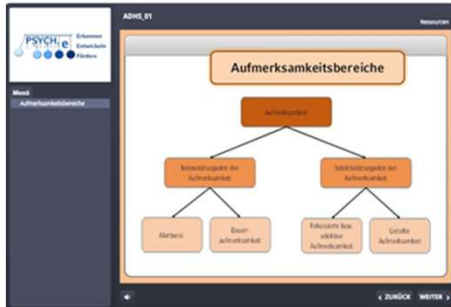 ADHS_01
Ressourcen
PSYCH e
Erkennen
Entwickeln
Fördern
Menü
Aufmerksamkeitsbereiche
Aufmerksamkeitsbereiche
Aufmerksamkeit
Intensitätsaspekte der
Aufmerksamkeit
Selektivitätsaspekte der
Aufmerksamkeit
Alertness
Dauer-
aufmerksamkeit
Fokussierte bzw.
selektive
Aufmerksamkeit
Geteilte
Aufmerksamkeit
< ZURÜCK WEITER >